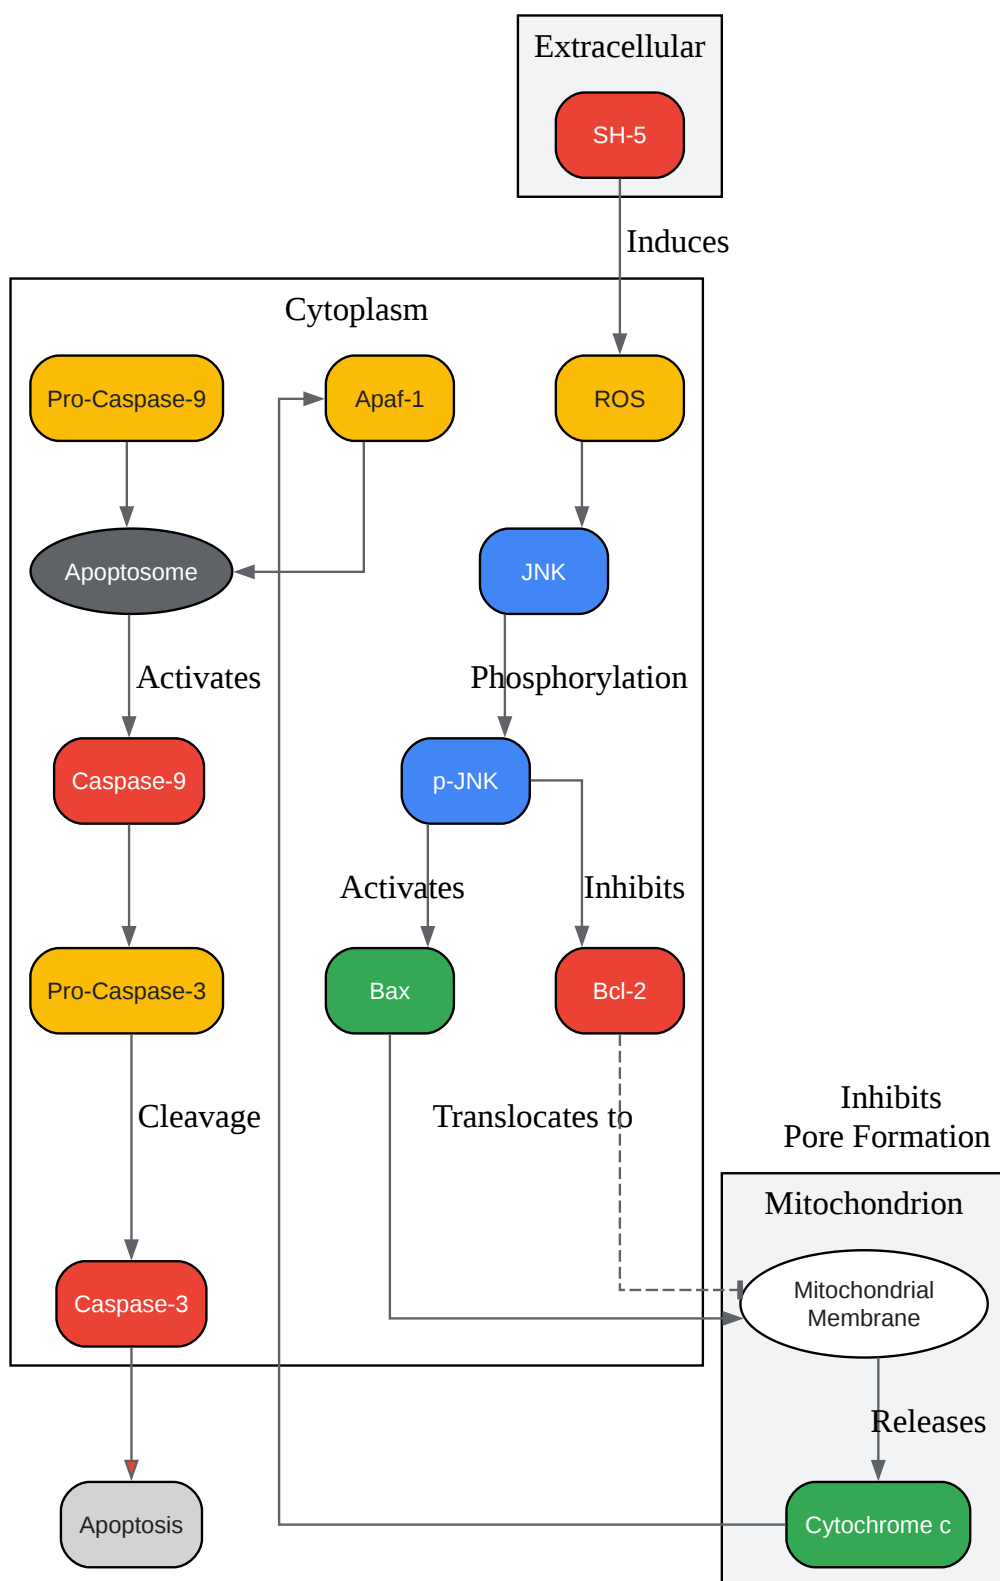 Extracellular
SH-5
Induces
Cytoplasm
Pro-Caspase-9
Apaf-1
ROS
Apoptosome
JNK
Activates
Phosphorylation
Caspase-9
p-JNK
Activates
Inhibits
Pro-Caspase-3
Bax
Bcl-2
Cleavage
Translocates to
Inhibits
Pore Formation
Mitochondrion
Caspase-3
Mitochondrial
Membrane
Releases
Apoptosis
Cytochrome c